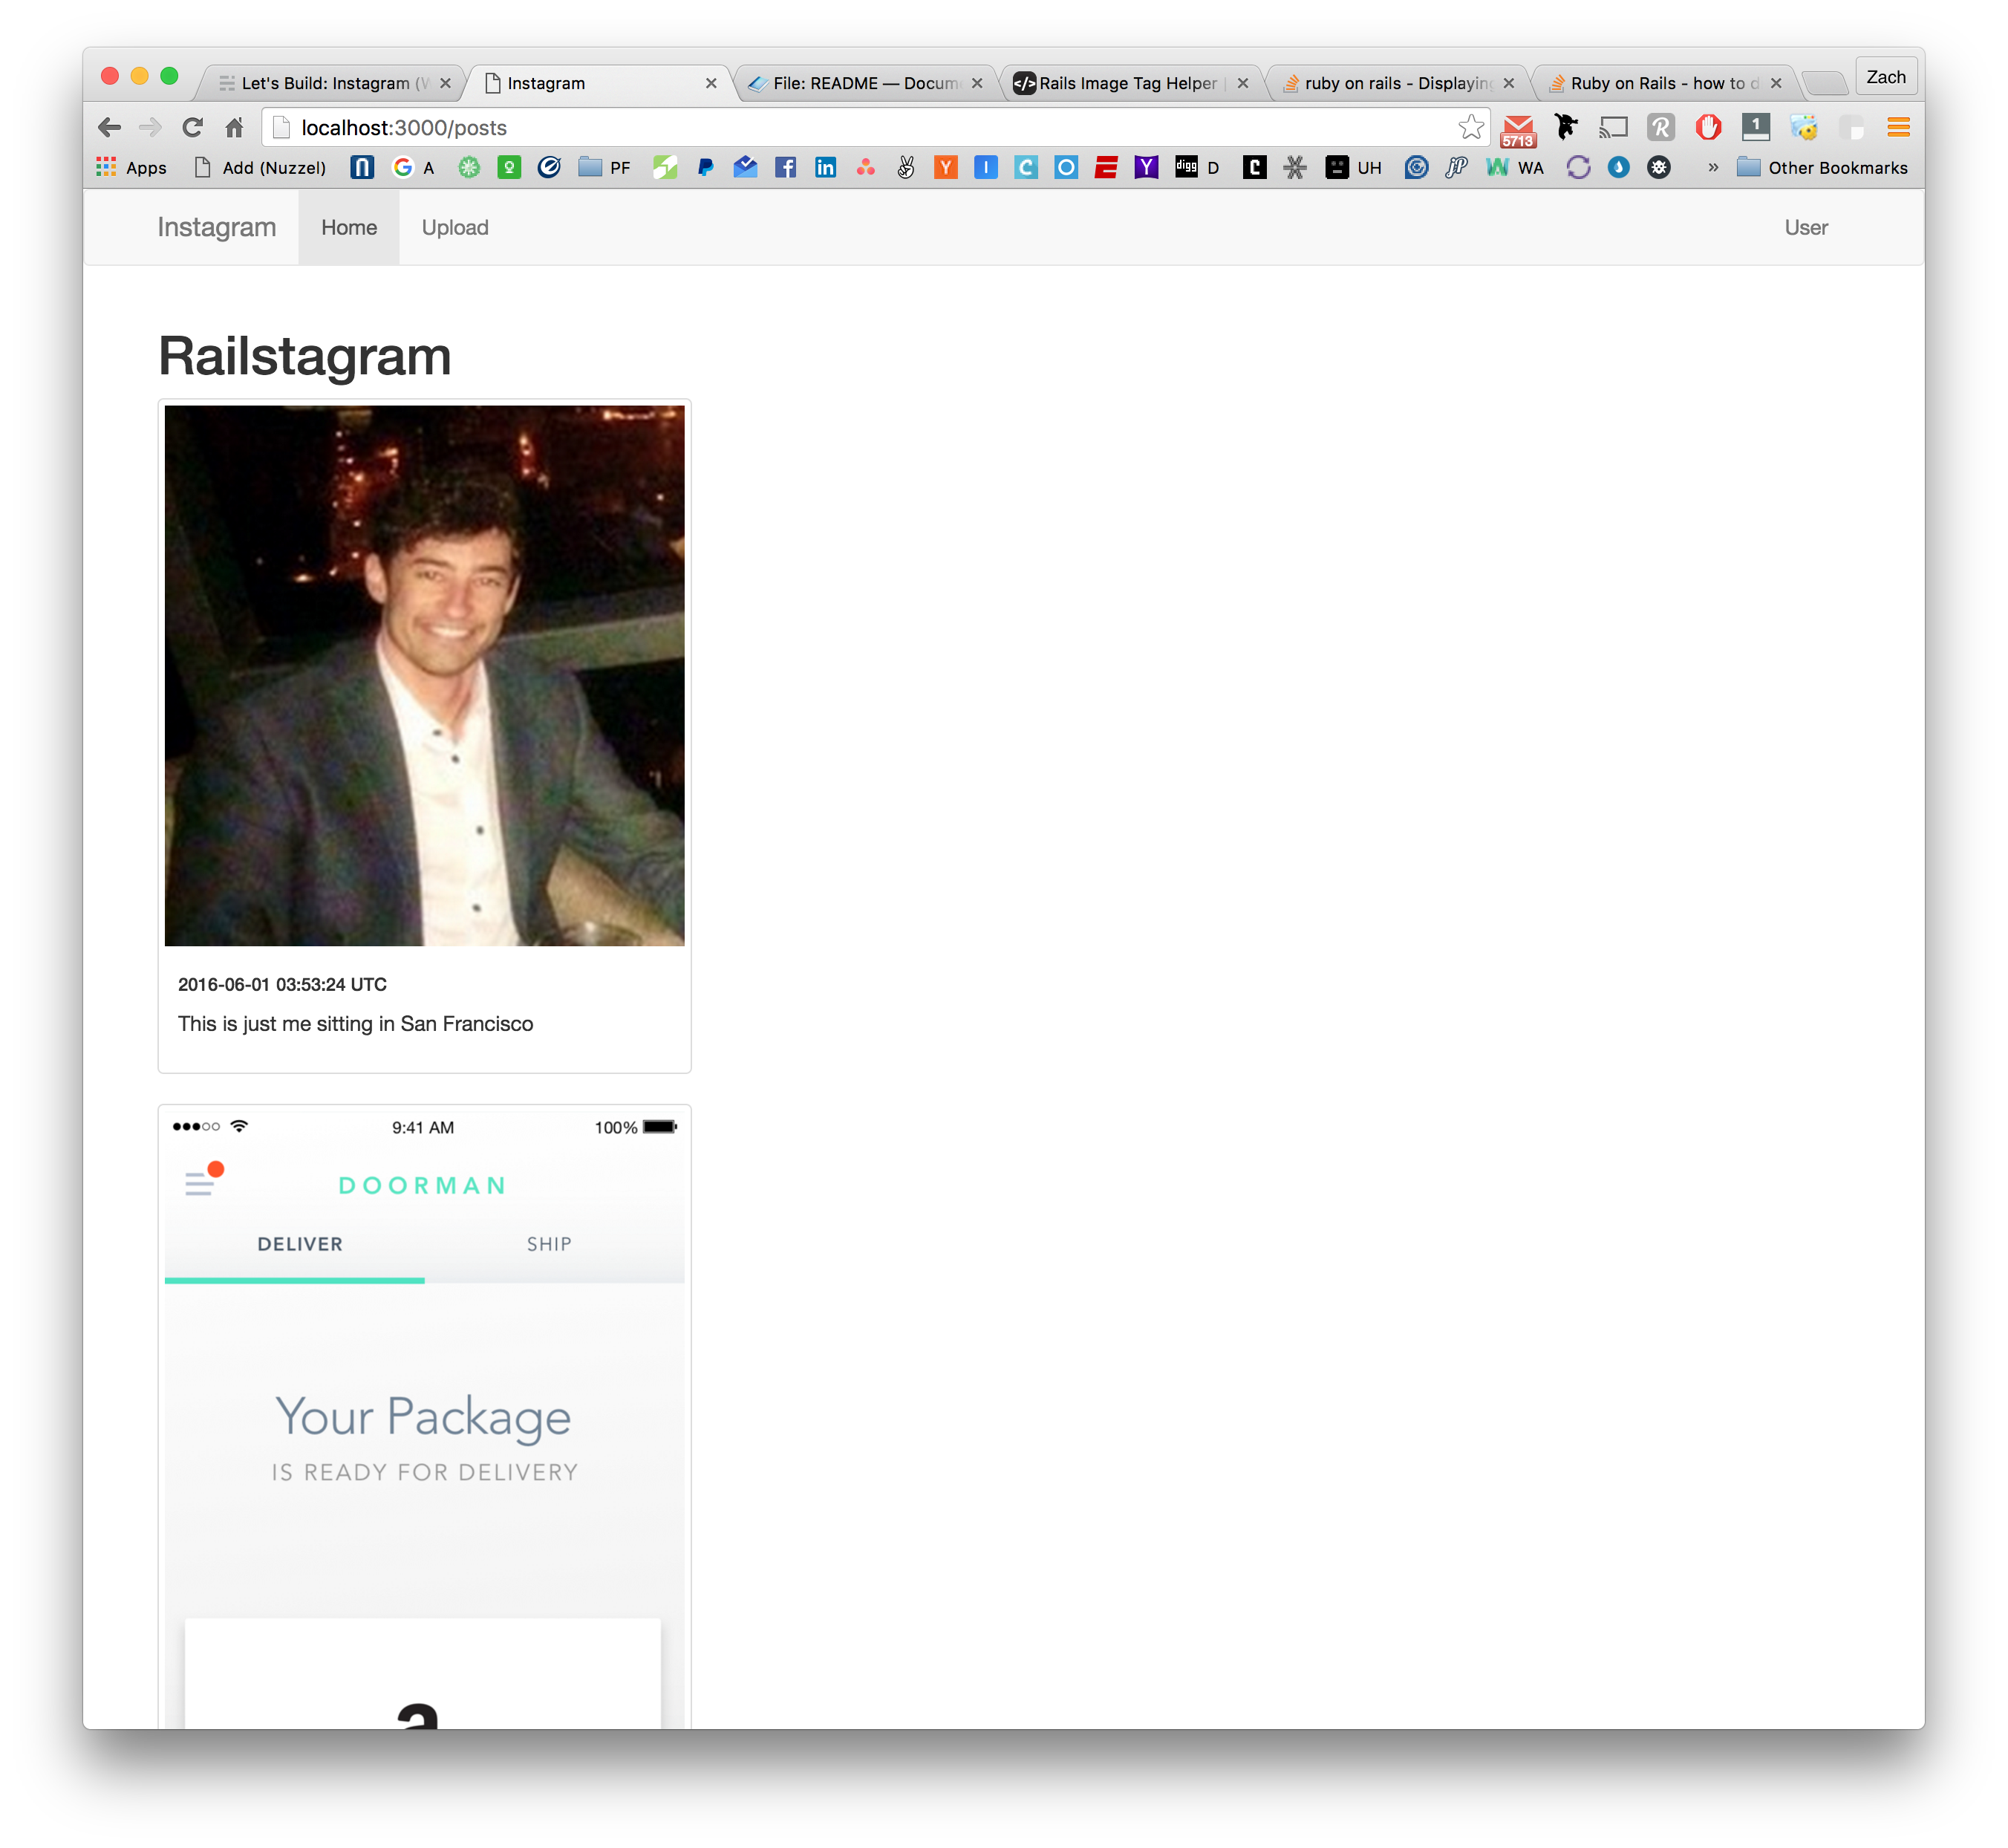 Let's Build: Instagram (W
Instagram
File: README — Docum
Rails Image Tag Helper |
ruby on rails - Displaying
Ruby on Rails - how to d
Zach
localhost:3000/posts
5713
1
Apps
Add (Nuzzel)
A
PF
digg
D
UH
WA
»
Other Bookmarks
Instagram
Home
Upload
User
Railstagram
2016-06-01 03:53:24 UTC
This is just me sitting in San Francisco
9:41 AM
100%
DOORMAN
DELIVER
SHIP
Your Package
IS READY FOR DELIVERY
a